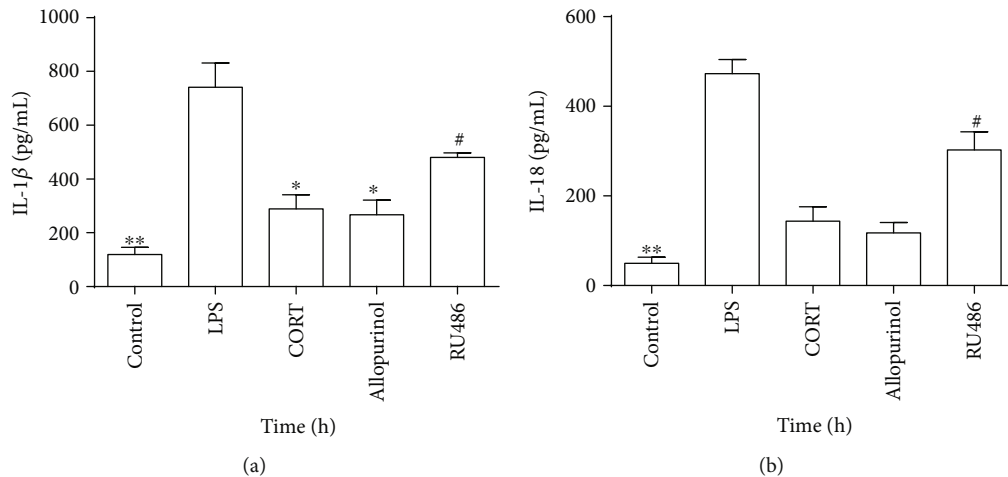 1000
800
600
400
200
0
IL-1β (pg/mL)
**
*
*
#
Control
LPS
CORT
Allopurinol
RU486
Time (h)
(a)
600
400
200
0
IL-18 (pg/mL)
**
#
Control
LPS
CORT
Allopurinol
RU486
Time (h)
(b)